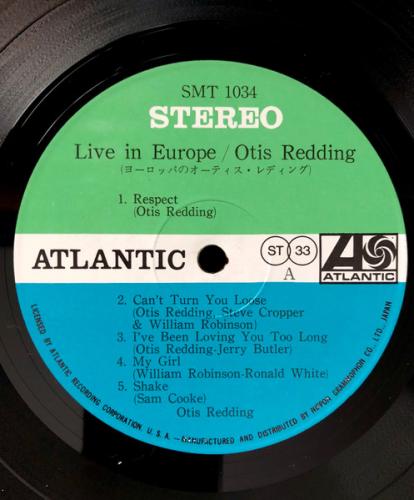 SMT 1034
STEREO
Live in Europe / Otis Redding
(ヨーロッパのオーティス・レディング)
1. Respect
(Otis Redding)
ATLANTIC
ST 33
A
ATLANTIC
2. Can't Turn You Loose
(Otis Redding, Steve Cropper
& William Robinson)
3. I've Been Loving You Too Long
(Otis Redding-Jerry Butler)
4. My Girl
(William Robinson-Ronald White)
5. Shake
(Sam Cooke)
Otis Redding
LICENSED BY ATLANTIC RECORDING CORPORATION, U.S.A.—MANUFACTURED AND DISTRIBUTED BY GRAMOPHON CO., LTD., JAPAN